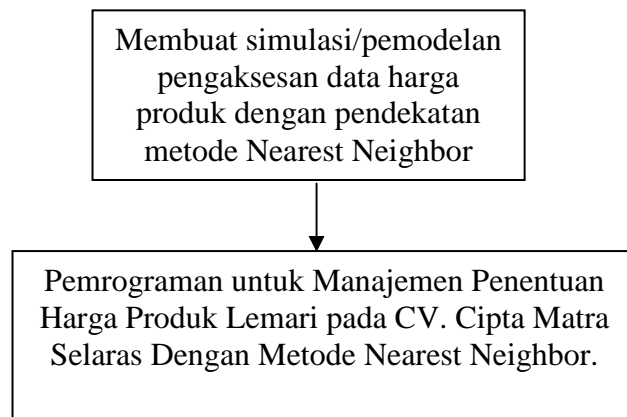 Membuat simulasi/pemodelan
pengaksesan data harga
produk dengan pendekatan
metode Nearest Neighbor
Pemrograman untuk Manajemen Penentuan
Harga Produk Lemari pada CV. Cipta Matra
Selaras Dengan Metode Nearest Neighbor.